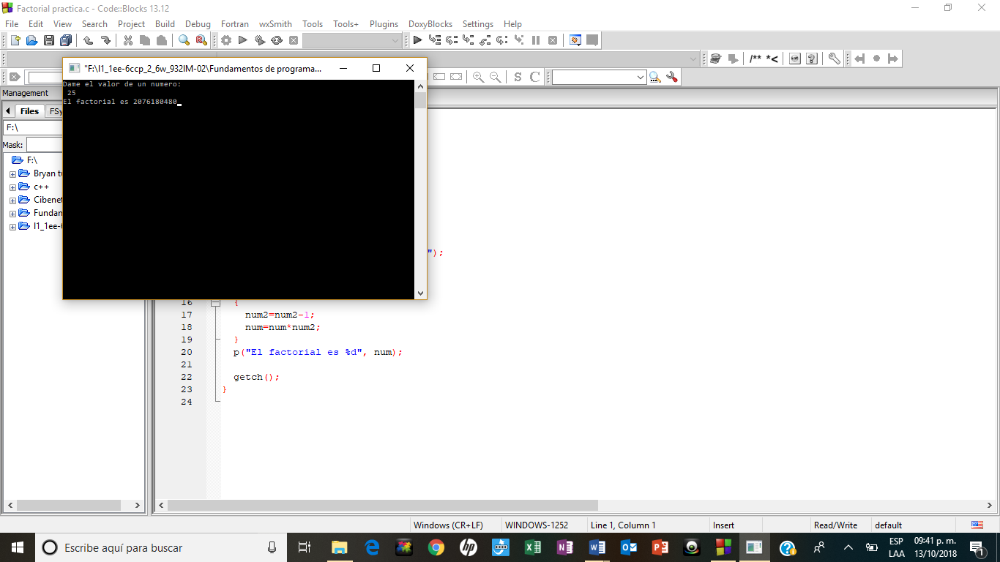 Factorial practica.c - Code::Blocks 13.12
File Edit View Search Project Build Debug Fortran wxSmith Tools Tools+ Plugins DoxyBlocks Settings Help
/** *<
"F:\I1_1ee-6ccp_2_6w_932IM-02\Fundamentos de programa...
S C
Dame el valor de un numero:
25
El factorial es 2076180480
Management
Files FSy
F:\
Mask:
F:\
Bryan tu
c++
Cibenet
Fundan
I1_1ee-6
");
16 {
17 num2=num2-1;
18 num=num*num2;
19 }
20 p("El factorial es %d", num);
21
22 getch();
23 }
24
Windows (CR+LF) WINDOWS-1252 Line 1, Column 1 Insert Read/Write default
Escribe aquí para buscar
ESP 09:41 p. m.
LAA 13/10/2018
1